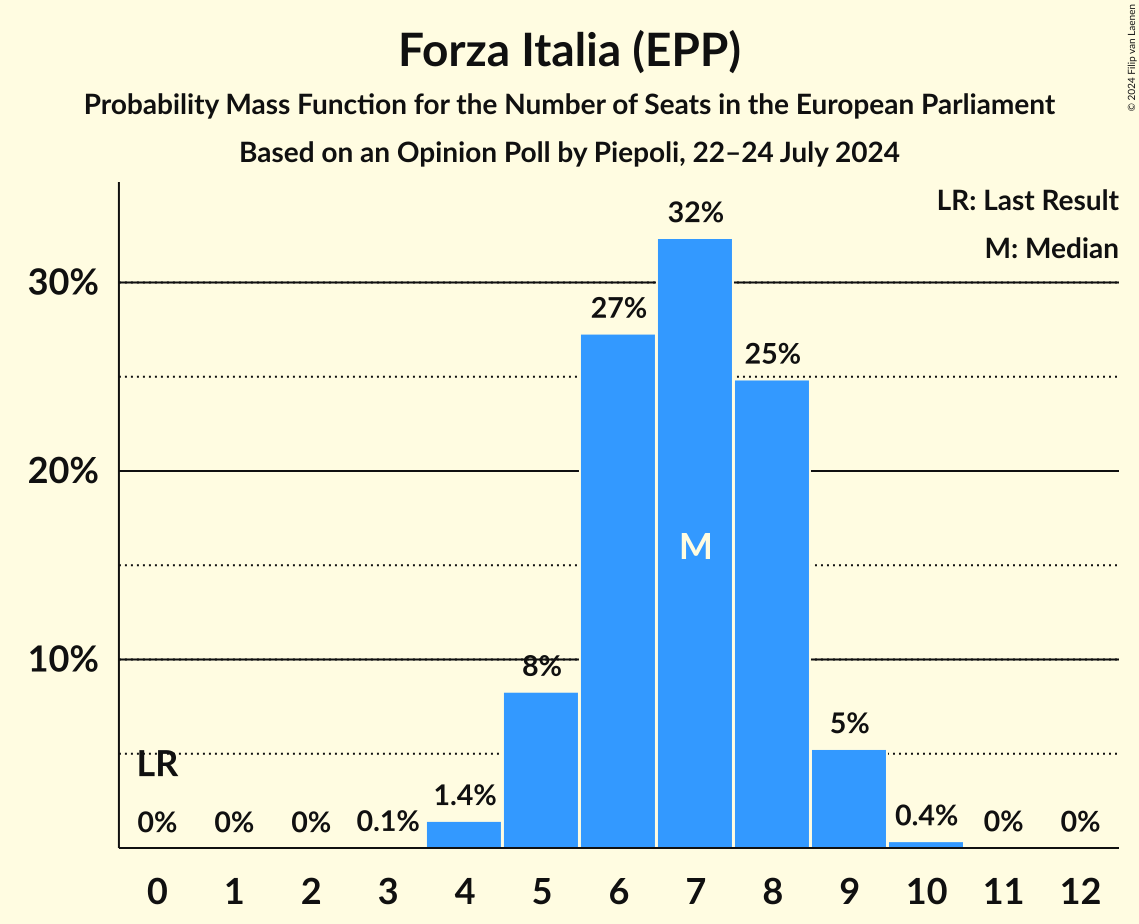 Forza Italia (EPP)
Probability Mass Function for the Number of Seats in the European Parliament
Based on an Opinion Poll by Piepoli, 22–24 July 2024
© 2024 Filip van Laenen
LR: Last Result
M: Median
32%
30%
27%
25%
20%
M
10%
8%
5%
LR
1.4%
0% 0% 0% 0.1% 0.4% 0% 0%
0 1 2 3 4 5 6 7 8 9 10 11 12